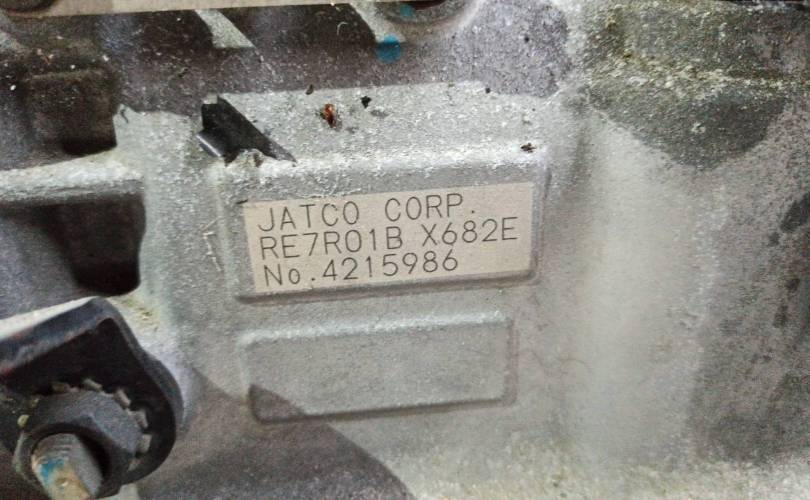 JATCO CORP.
RE7R01B X682E
No.4215986